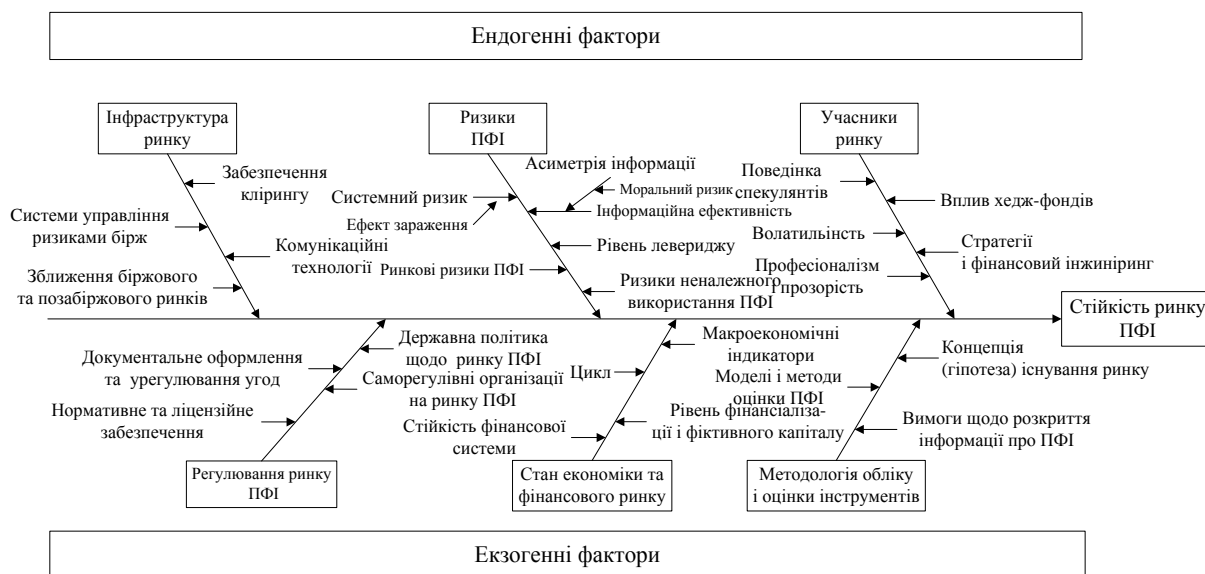 Ендогенні фактори
Інфраструктура
ринку
Ризики
ПФІ
Учасники
ринку
Забезпечення
клірингу
Системи управління
ризиками бірж
Комунікаційні
технології
Зближення біржового
та позабіржового ринків
Асиметрія інформації
Моральний ризик
Системний ризик
Інформаційна ефективність
Ефект зараження
Рівень левериджу
Ринкові ризики ПФІ
Ризики неналежного
використання ПФІ
Поведінка
спекулянтів
Вплив хедж-фондів
Волатильність
Стратегії
і фінансовий інжиніринг
Професіоналізм
і прозорість
Стійкість ринку
ПФІ
Державна політика
щодо ринку ПФІ
Документальне оформлення
та урегулювання угод
Саморегулівні організації
на ринку ПФІ
Нормативне та ліцензійне
забезпечення
Регулювання ринку
ПФІ
Макроекономічні
індикатори
Цикл
Рівень фінансіаліза-
ції і фіктивного капіталу
Стійкість фінансової
системи
Стан економіки та
фінансового ринку
Концепція
(гіпотеза) існування ринку
Моделі і методи
оцінки ПФІ
Вимоги щодо розкриття
інформації про ПФІ
Методологія обліку
і оцінки інструментів
Екзогенні фактори